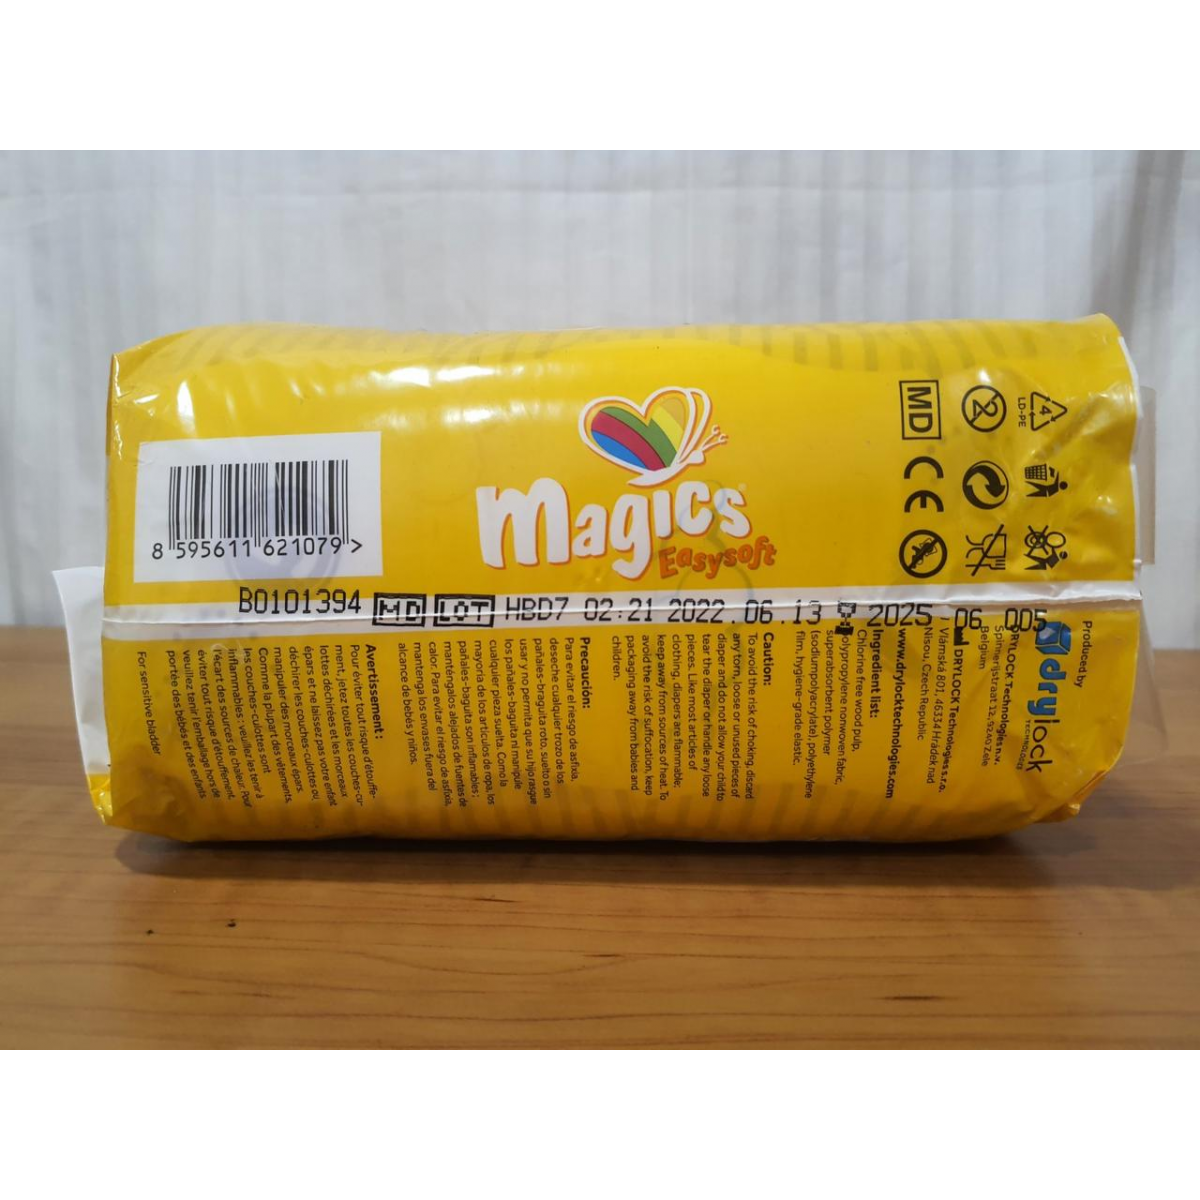 8 595611 621079 >
Magics
Easysoft
MD
CE
2
4
LD-PE
B0101394 MD LOT HBD7 02:21 2022.06.13 2025.06 005
Produced by
drylock
TECHNOLOGIES
DRYLOCK Technologies n.v.
Spinnerijstraat 12, 9240 Zele
Belgium
DRYLOCK Technologies s.r.o.
Vlámská 801, 46334 Hrádek nad
Nisou, Czech Republic
www.drylocktechnologies.com
Ingredient list:
Chlorine free wood pulp,
polypropylene nonwoven fabric,
superabsorbent polymer
(sodiumpolyacrylate), polyethylene
film, hygiene-grade elastic.
Caution:
To avoid the risk of choking, discard
any torn, loose or unused pieces of
diaper and do not allow your child to
tear the diaper or handle any loose
pieces. Like most articles of
clothing, diapers are flammable:
keep away from sources of heat. To
avoid the risk of suffocation, keep
packaging away from babies and
children.
Precaución:
Para evitar el riesgo de asfixia,
deseche cualquier trozo de los
pañales-braguita roto, suelto o sin
usar y no permita que su hijo rasgue
los pañales-baguita ni manipule
cualquier pieza suelta. Como la
mayoría de los artículos de ropa, los
pañales-baguita son inflamables;
manténgalos alejados de fuentes de
calor. Para evitar el riesgo de asfixia,
mantenga los envases fuera del
alcance de bebés y niños.
Avertissement :
Pour éviter tout risque d'étouffe-
ment, jetez toutes les couches-cu-
lottes déchirées et les morceaux
épars et ne laissez pas votre enfant
déchirer les couches-culottes ou
manipuler des morceaux épars.
Comme la plupart des vêtements,
les couches-culottes sont
inflammables : veuillez les tenir à
l'écart des sources de chaleur. Pour
éviter tout risque d'étouffement,
veuillez tenir l'emballage hors de
portée des bébés et des enfants.
For sensitive bladder